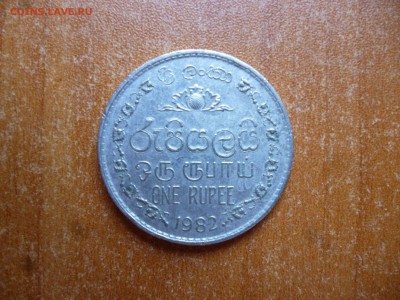 COINS.LAVE.RU
ශ්‍රී ලංකා
රුපියලයි
ஒரு ரூபாய்
ONE RUPEE
1982